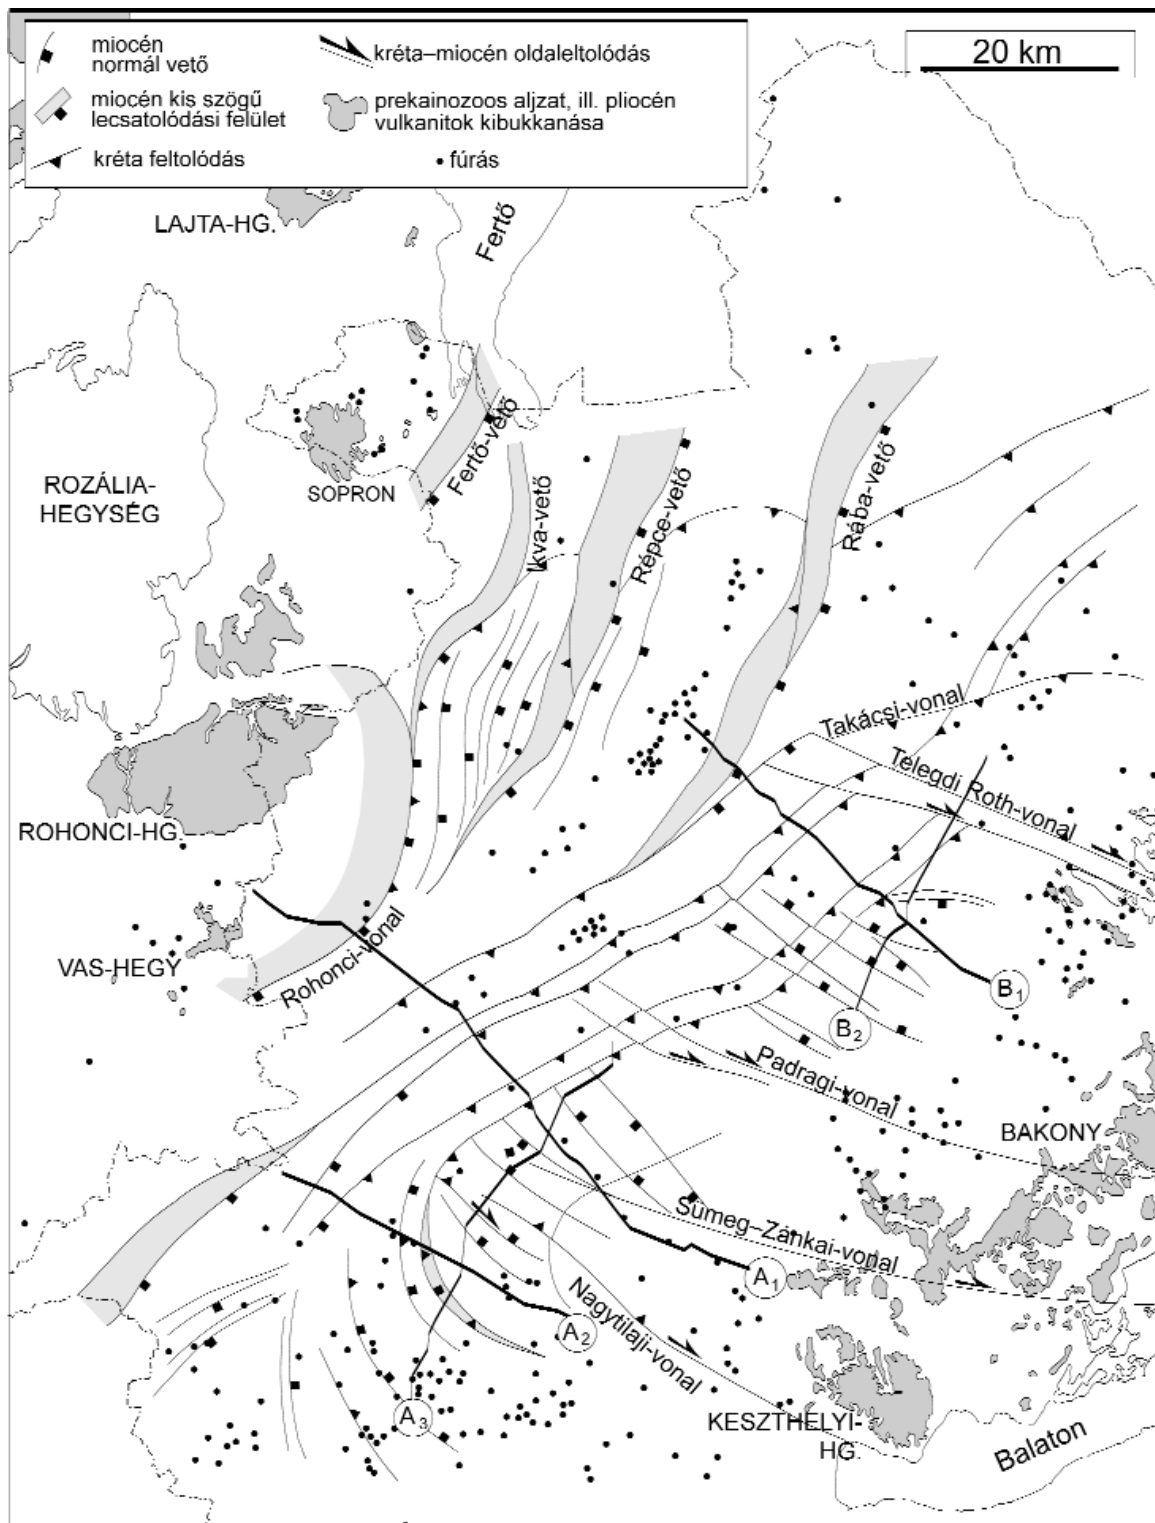 miocén
normál vető
miocén kis szögű
lecsatolódási felület
kréta feltolódás
kréta–miocén oldaleltolódás
prekainozoos aljzat, ill. pliocén
vulkanitok kibukkanása
fúrás
20 km
LAJTA-HG.
Fertő
ROZÁLIA-
HEGYSÉG
SOPRON
Fertő-vető
Ikva-vető
Répce-vető
Rába-vető
Takácsi-vonal
Telegdi Roth-vonal
ROHONCI-HG.
VAS-HEGY
Rohonci-vonal
B1
B2
Padragi-vonal
BAKONY
Sümeg–Zánkai-vonal
A1
Nagytilaji-vonal
A2
A3
KESZTHELYI-
HG.
Balaton